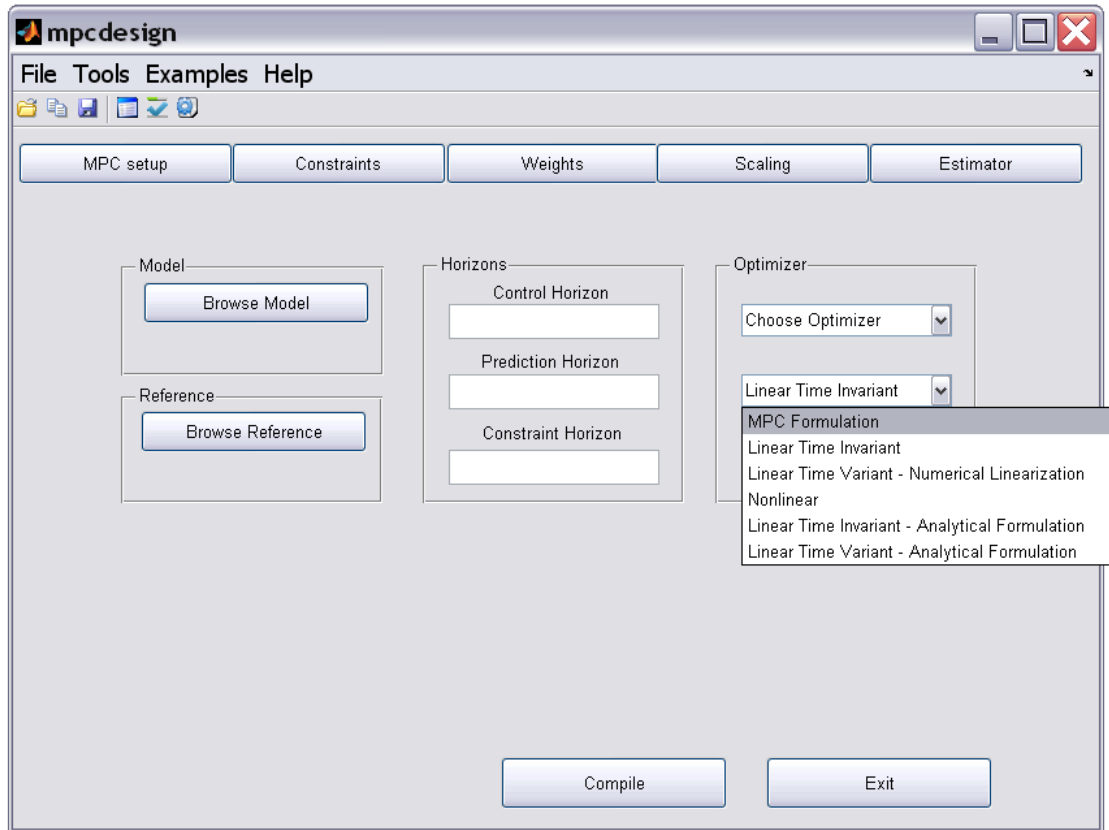 mpcdesign
File Tools Examples Help
MPC setup Constraints Weights Scaling Estimator
Model
Browse Model
Reference
Browse Reference
Horizons
Control Horizon
Prediction Horizon
Constraint Horizon
Optimizer
Choose Optimizer
Linear Time Invariant
MPC Formulation
Linear Time Invariant
Linear Time Variant - Numerical Linearization
Nonlinear
Linear Time Invariant - Analytical Formulation
Linear Time Variant - Analytical Formulation
Compile Exit